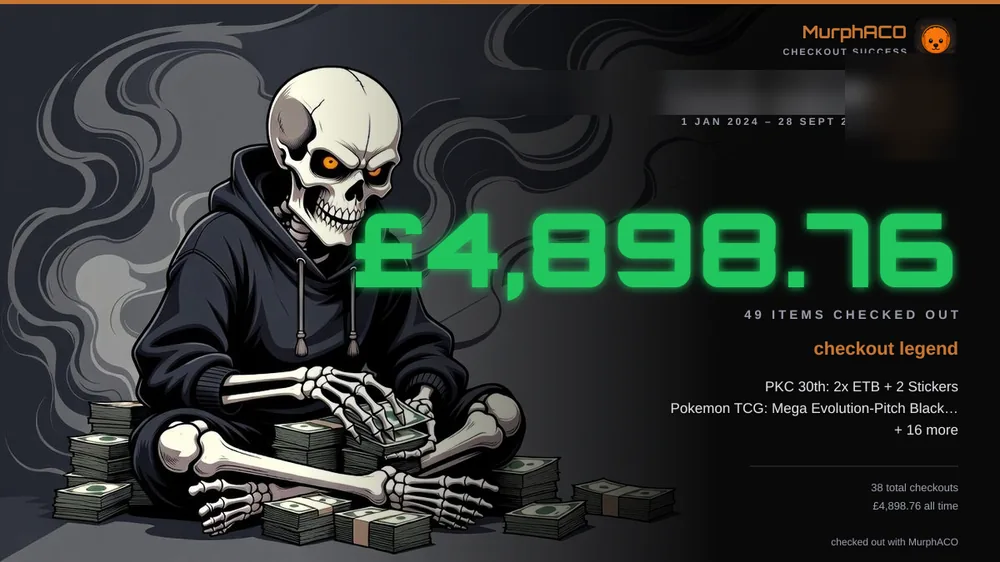 MurphACO
CHECKOUT SUCCESS
1 JAN 2024 – 28 SEPT 2
£4,898.76
49 ITEMS CHECKED OUT
checkout legend
PKC 30th: 2x ETB + 2 Stickers
Pokemon TCG: Mega Evolution-Pitch Black…
+ 16 more
38 total checkouts
£4,898.76 all time
checked out with MurphACO